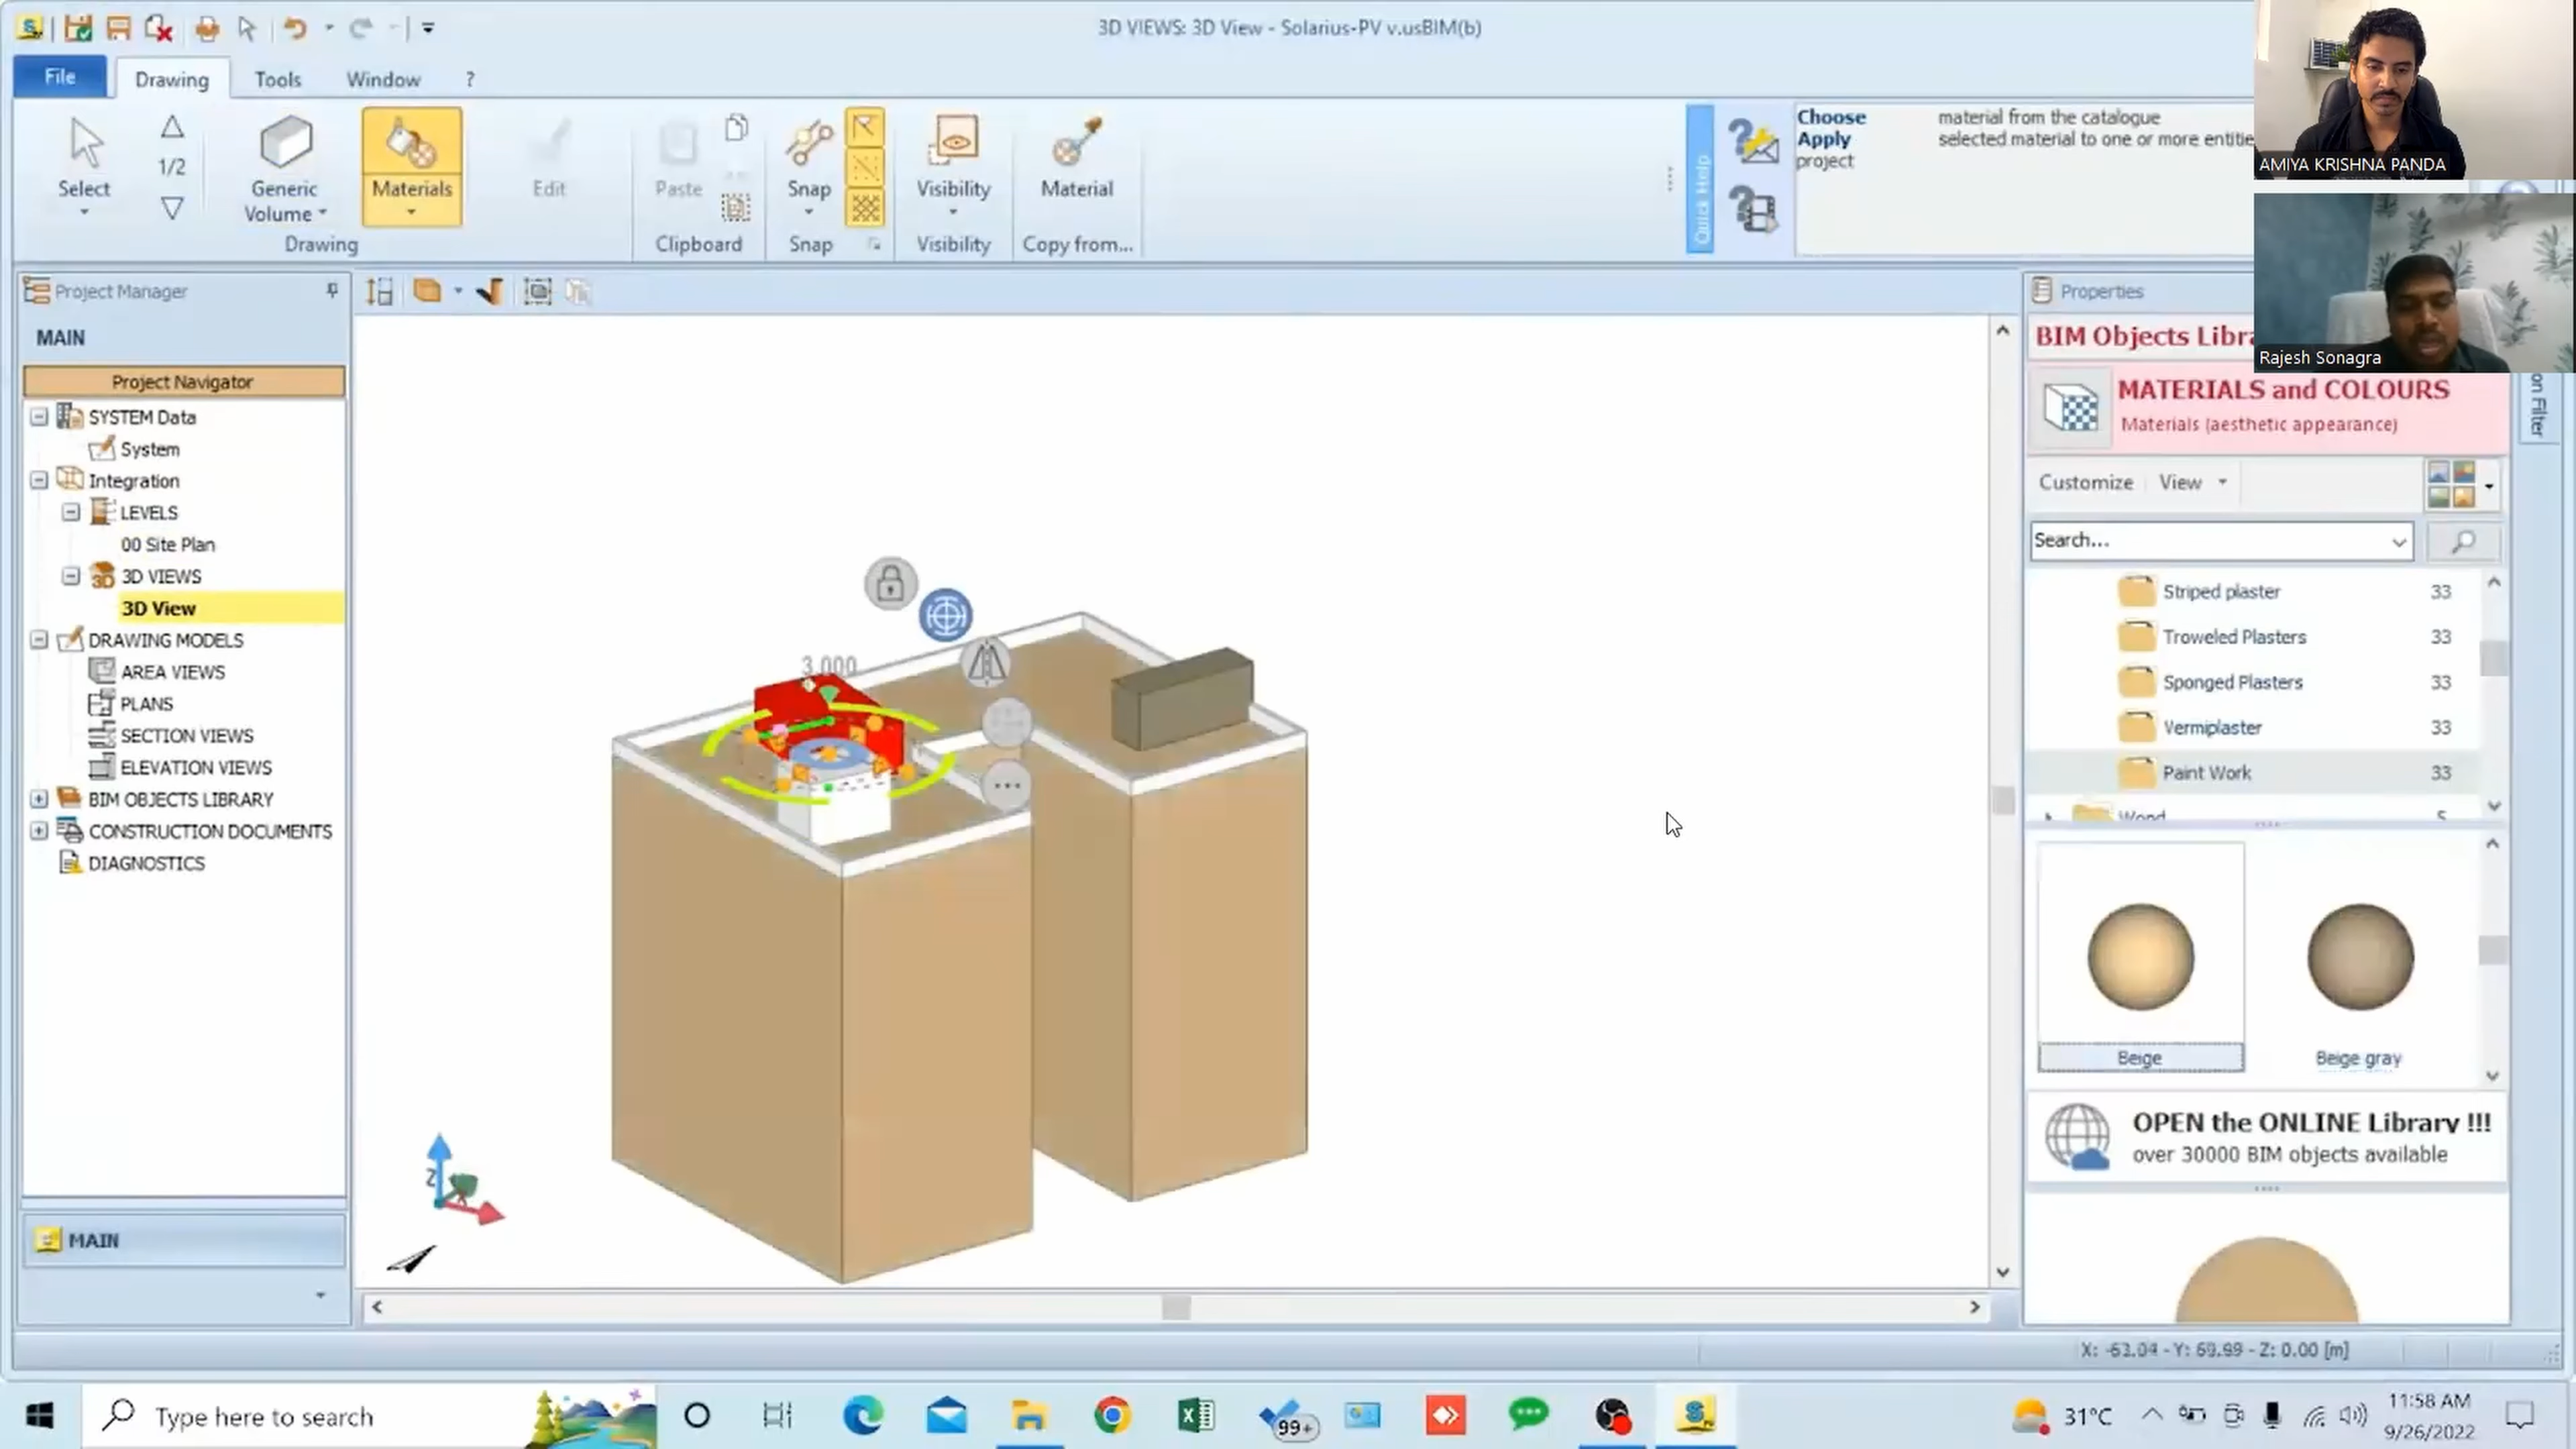 3D VIEWS: 3D View - Solarius-PV v.usBIM(b)
File
Drawing
Tools
Window
?
Select
1/2
Generic
Volume
Materials
Edit
Drawing
Paste
Clipboard
Snap
Snap
Visibility
Visibility
Material
Copy from...
Quick Help
Choose material from the catalogue
Apply selected material to one or more
project
AMIYA KRISHNA PANDA
Rajesh Sonagra
Project Manager
MAIN
Project Navigator
SYSTEM Data
System
Integration
LEVELS
00 Site Plan
3D VIEWS
3D View
DRAWING MODELS
AREA VIEWS
PLANS
SECTION VIEWS
ELEVATION VIEWS
BIM OBJECTS LIBRARY
CONSTRUCTION DOCUMENTS
DIAGNOSTICS
MAIN
3.000
Z
Properties
BIM Objects
MATERIALS and COLOURS
Materials (aesthetic appearance)
Customize
View
Search...
Striped plaster 33
Troweled Plasters 33
Sponged Plasters 33
Vermiplaster 33
Paint Work 33
Wood 5
Beige
Beige gray
OPEN the ONLINE Library !!!
over 30000 BIM objects available
Filter
X: -63.04 - Y: 69.99 - Z: 0.00 [m]
Type here to search
99+
31°C
11:58 AM
9/26/2022